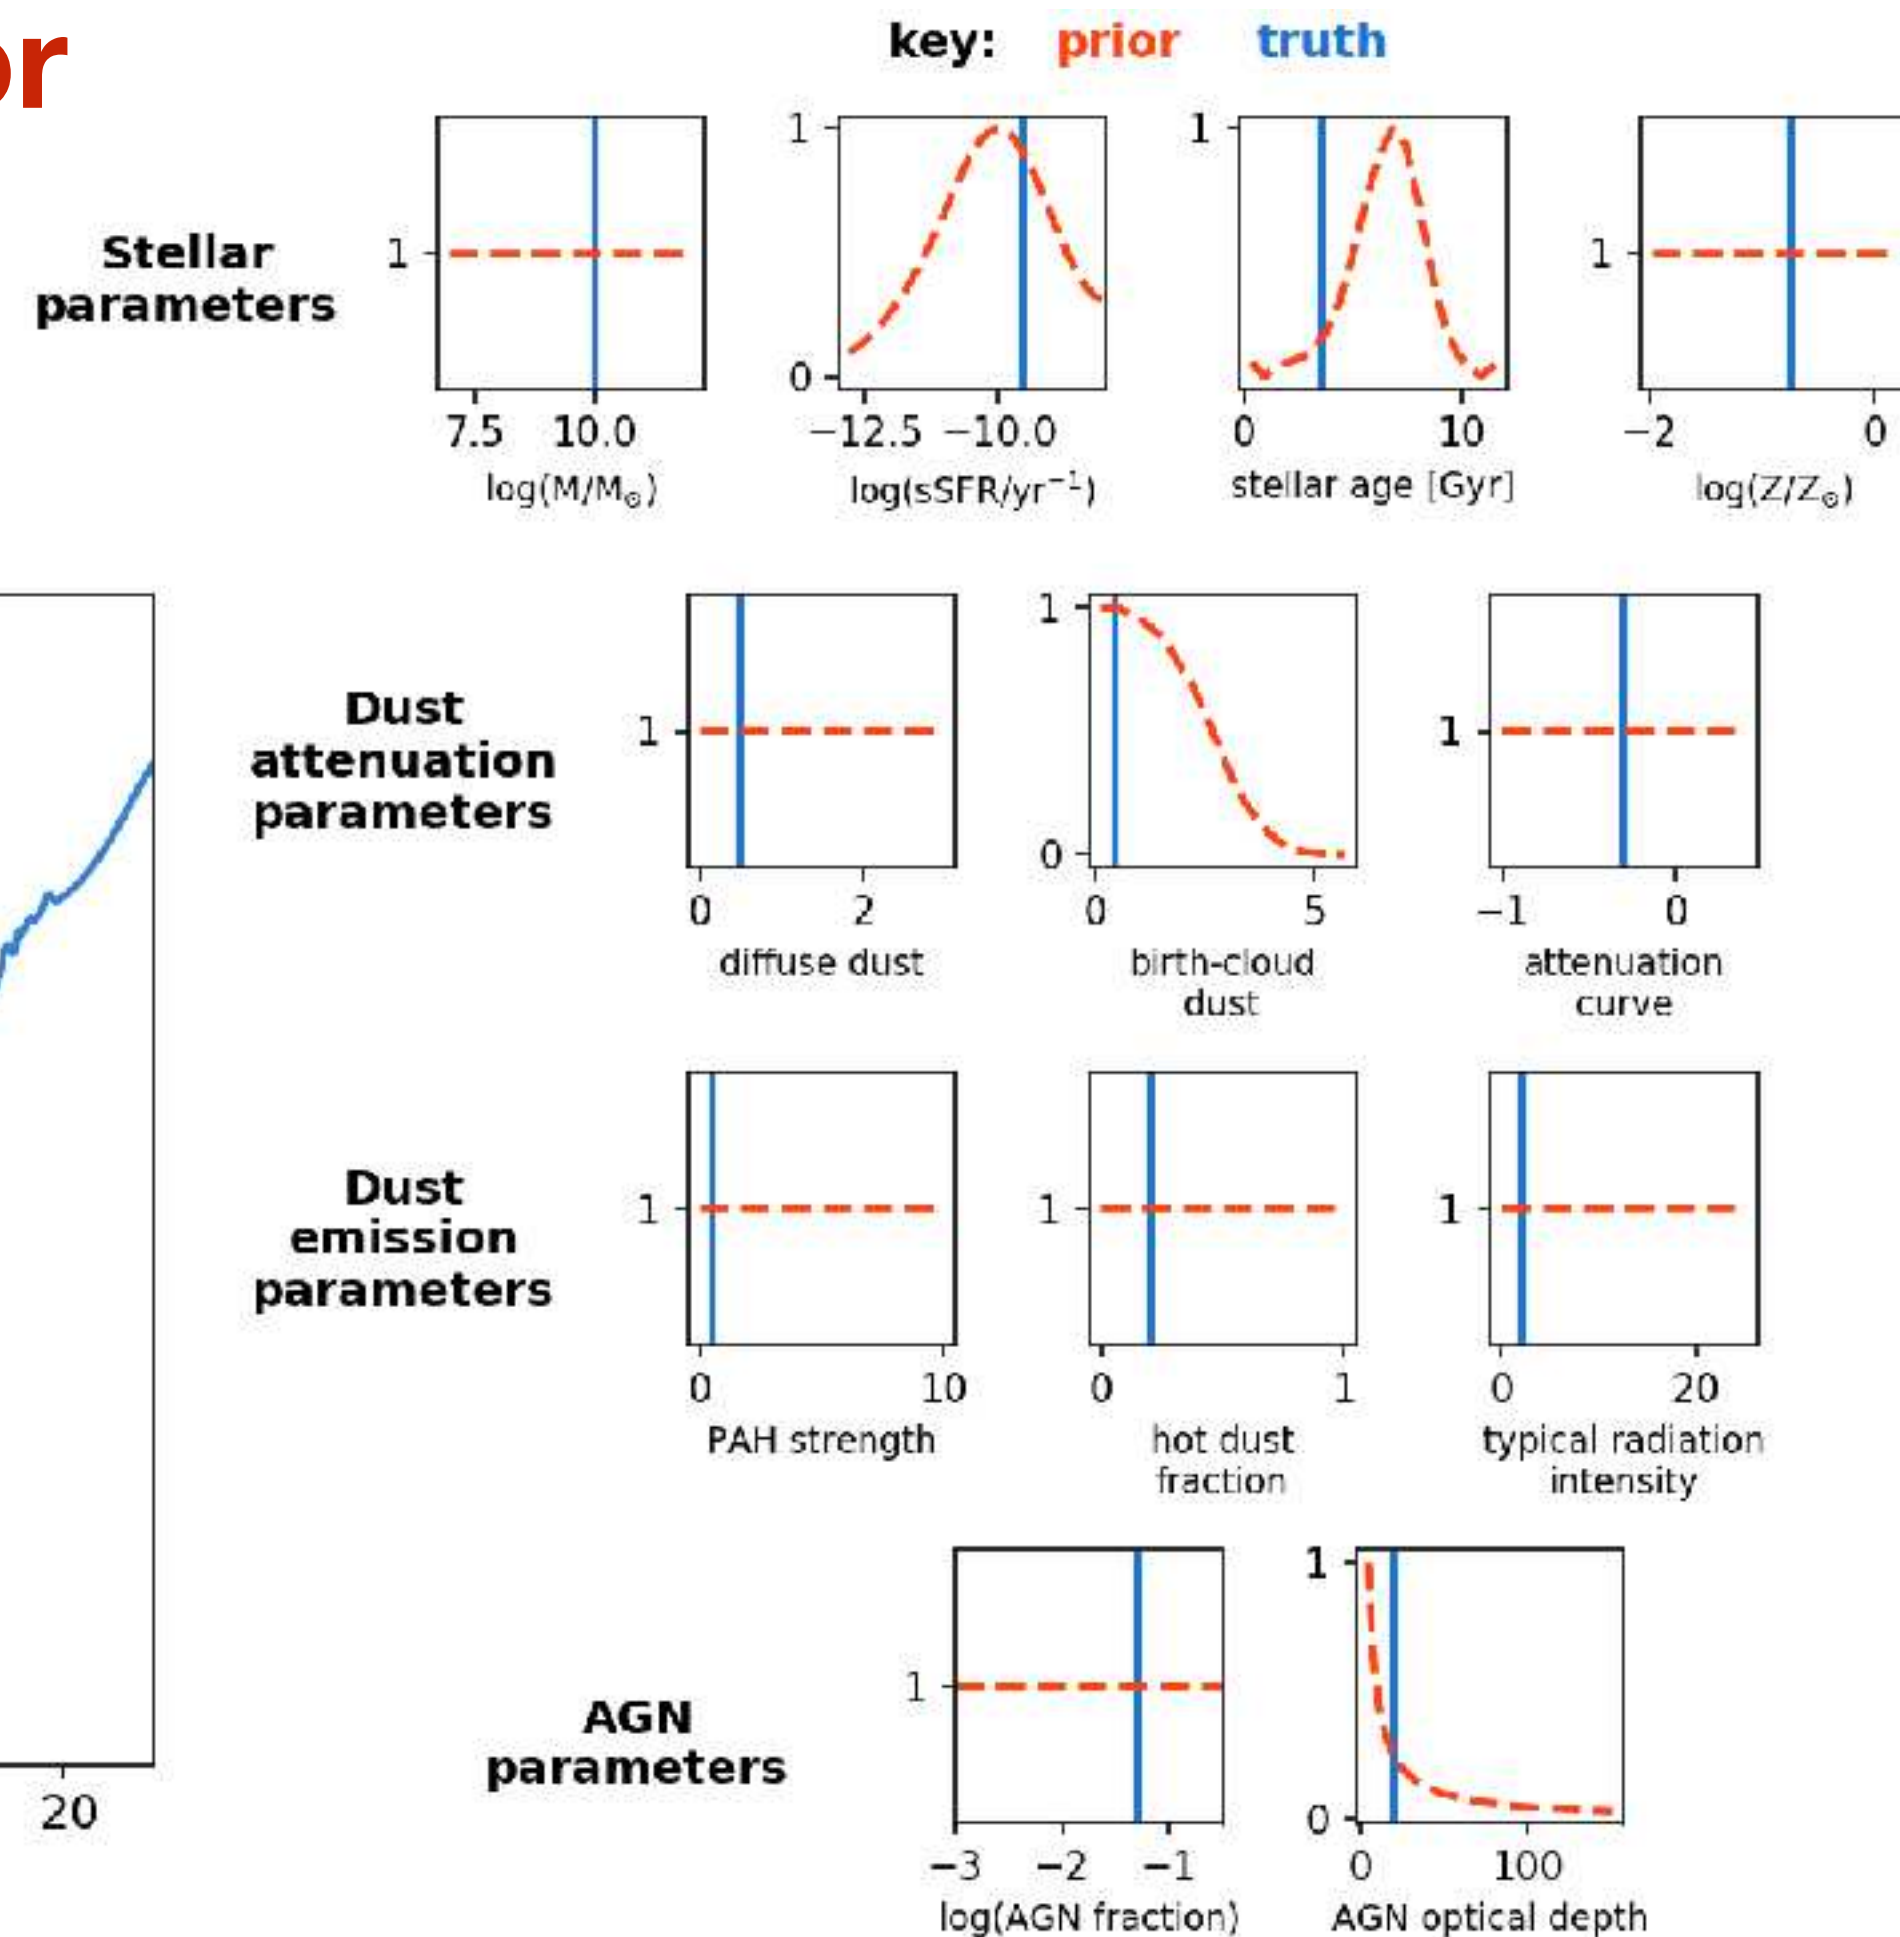 or
key: prior truth
Stellar
parameters
1
7.5 10.0
log(M/M⊙)
1
0
−12.5 −10.0
log(sSFR/yr⁻¹)
1
0 10
stellar age [Gyr]
1
−2 0
log(Z/Z⊙)
Dust
attenuation
parameters
1
0 2
diffuse dust
1
0
0 5
birth-cloud
dust
1
−1 0
attenuation
curve
Dust
emission
parameters
1
0 10
PAH strength
1
0 1
hot dust
fraction
1
0 20
typical radiation
intensity
AGN
parameters
1
−3 −2 −1
log(AGN fraction)
1
0
0 100
AGN optical depth
20